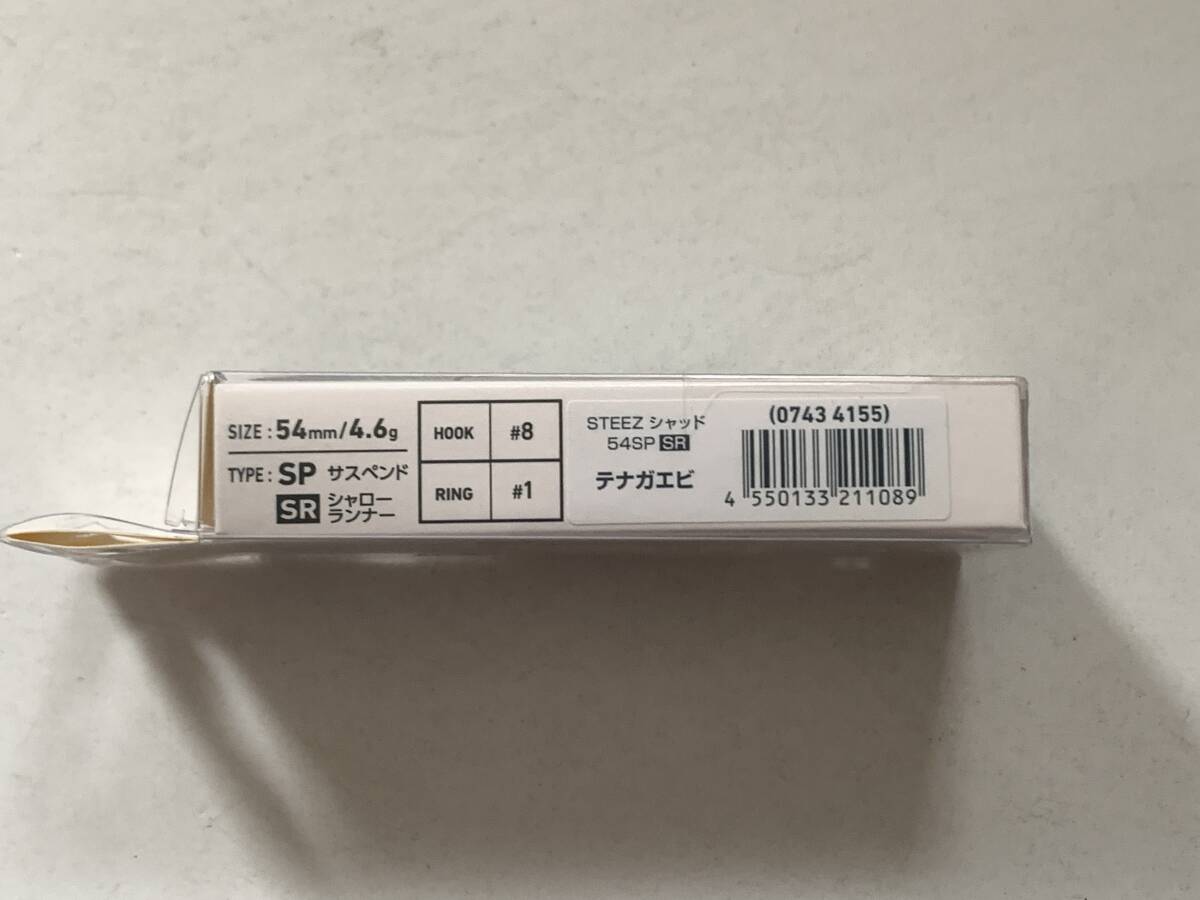 SIZE : 54mm/4.6g
TYPE : SP サスペンド
SR シャロー
ランナー
HOOK #8
RING #1
STEEZ シャッド
54SP SR
テナガエビ
(0743 4155)
4 550133 211089